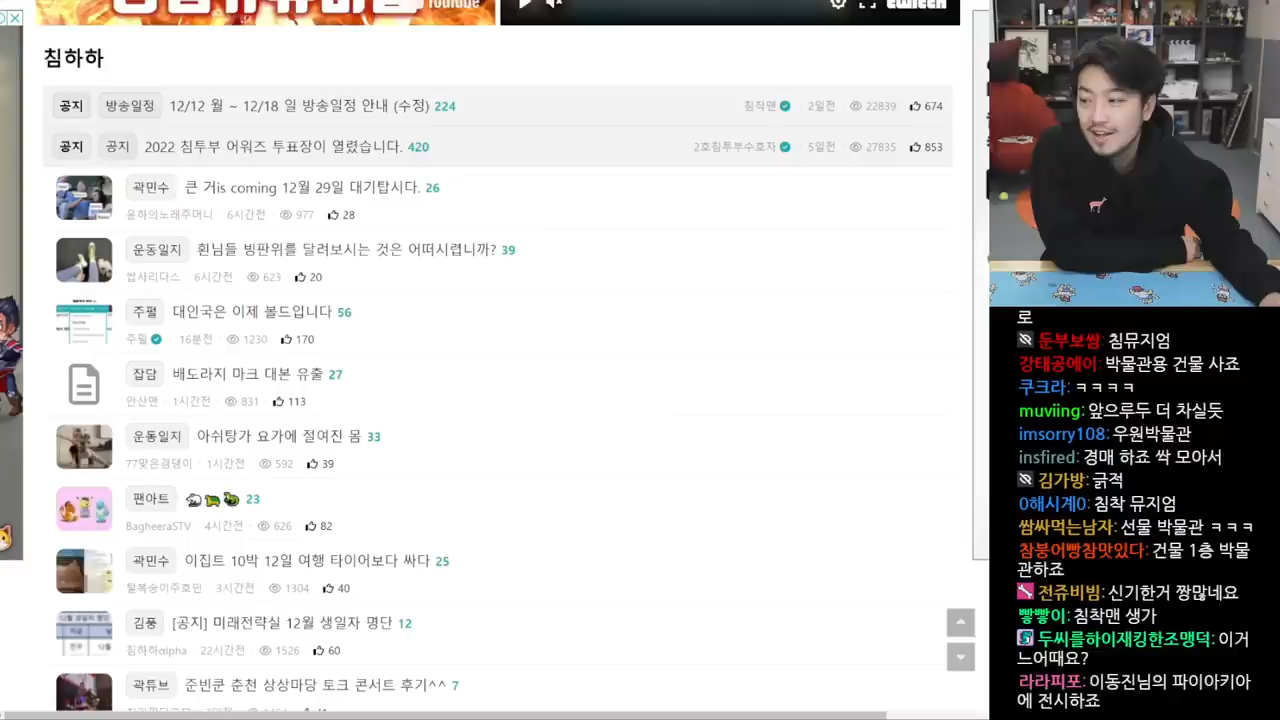 YouTube
twitch
침하하
공지 방송일정 12/12 월 ~ 12/18 일 방송일정 안내 (수정) 224 침착맨 · 2일전 · 22839 674
공지 공지 2022 침투부 어워즈 투표장이 열렸습니다. 420 2호침투부수호자 · 5일전 · 27835 853
곽민수 큰 거is coming 12월 29일 대기탑시다. 26
윤하의노래주머니 6시간전 · 977 28
운동일지 횐님들 빙판위를 달려보시는 것은 어떠시렵니까? 39
쌉사리다스 6시간전 · 623 20
주펄 대인국은 이제 볼드입니다 56
주펄 16분전 · 1230 170
잡담 배도라지 마크 대본 유출 27
안산맨 · 1시간전 · 831 113
운동일지 아쉬탕가 요가에 절여진 몸 33
77맞은겸댕이 · 1시간전 · 592 39
팬아트 23
BagheeraSTV 4시간전 · 626 82
곽민수 이집트 10박 12일 여행 타이어보다 싸다 25
털복숭이주호민 3시간전 · 1304 40
김풍 [공지] 미래전략실 12월 생일자 명단 12
침하하alpha 22시간전 · 1526 60
곽튜브 준빈쿤 춘천 상상마당 토크 콘서트 후기^^ 7
로
둔부보쌈: 침뮤지엄
강태공에이: 박물관용 건물 사죠
쿠크라: ㅋㅋㅋㅋ
muviing: 앞으루두 더 차실듯
imsorry108: 우원박물관
insfired: 경매 하죠 싹 모아서
김가방: 긁적
0해시계0: 침착 뮤지엄
쌈싸먹는남자: 선물 박물관 ㅋㅋㅋ
참붕어빵참맛있다: 건물 1층 박물
관하죠
전쥬비빔: 신기한거 짱많네요
빻빻이: 침착맨 생가
두씨를하이재킹한조맹덕: 이거
느어때요?
라라피포: 이동진님의 파이아키아
에 전시하죠